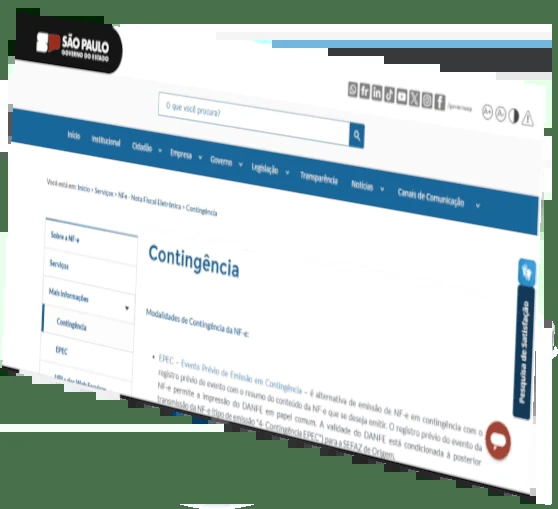 SÃO PAULO
GOVERNO DO ESTADO
/governosp
A+ A-
O que você procura?
Início Institucional Cidadão Empresa Governo Legislação Transparência Notícias Canais de Comunicação
Você está em: Início > Serviços > NFe - Nota Fiscal Eletrônica > Contingência
Sobre a NF-e
Serviços
Mais Informações
Contingência
EPEC
Contingência
Modalidades de Contingência da NF-e:
• EPEC – Evento Prévio de Emissão em Contingência – é alternativa de emissão de NF-e em contingência com o
registro prévio do evento com o resumo do conteúdo da NF-e que se deseja emitir. O registro prévio do evento da
NF-e permite a impressão do DANFE em papel comum. A validade do DANFE está condicionada à posterior
transmissão da NF-e (tipo de emissão "4- Contingência EPEC") para a SEFAZ de Origem.
Pesquisa de Satisfação